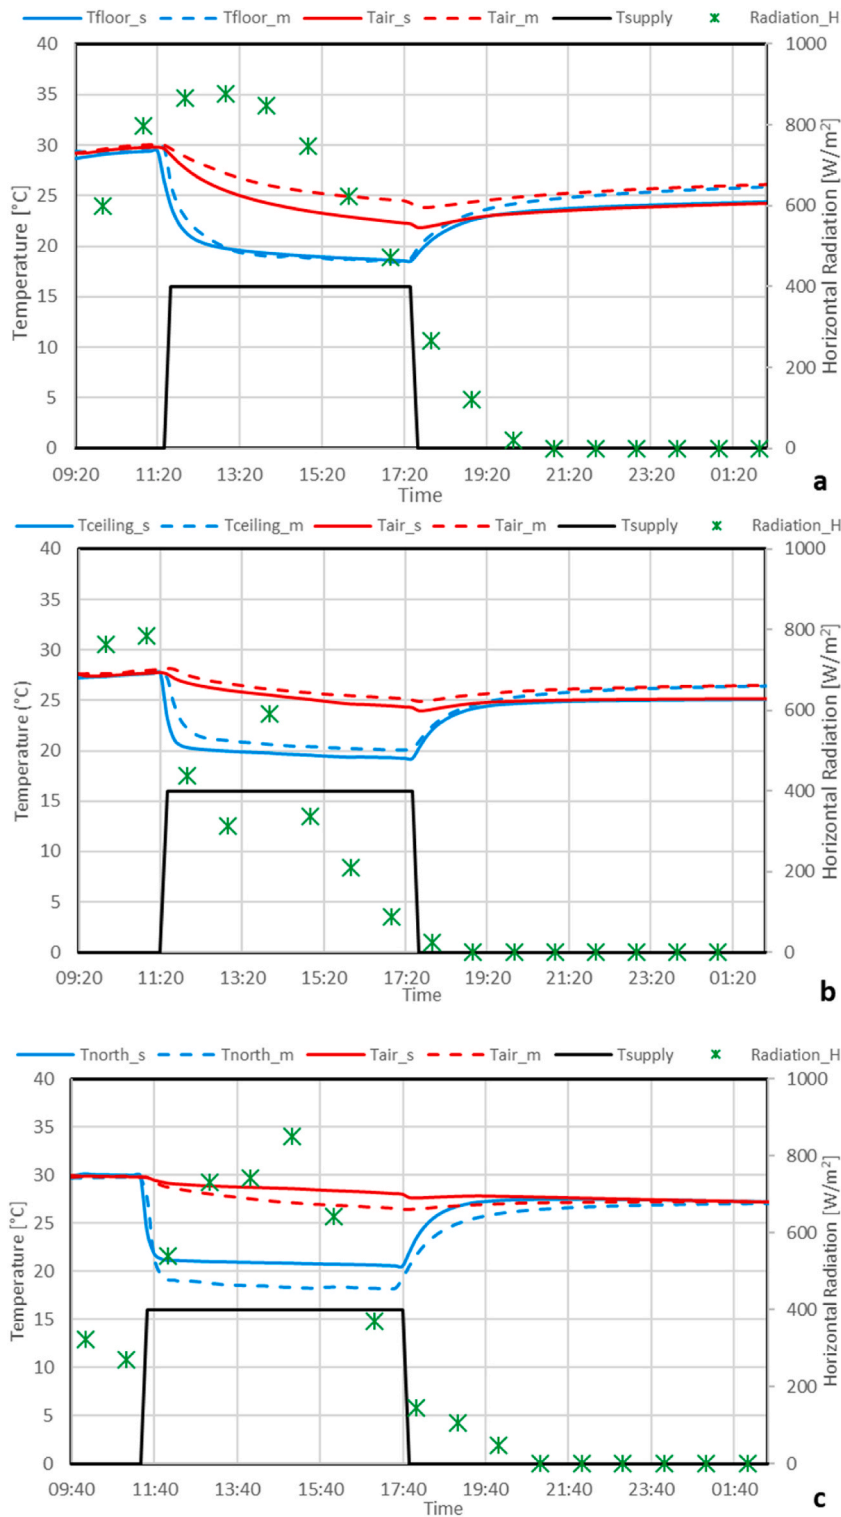 Tfloor_s Tfloor_m Tair_s Tair_m Tsupply Radiation_H
40 1000
35
30 800
25 600
20
15 400
10 200
5
0 0
Temperature [°C]
Horizontal Radiation [W/m²]
09:20 11:20 13:20 15:20 17:20 19:20 21:20 23:20 01:20
Time
a
Tceiling_s Tceiling_m Tair_s Tair_m Tsupply Radiation_H
40 1000
35
30 800
25 600
20
15 400
10 200
5
0 0
Temperature (°C)
Horizontal Radiation [W/m²]
09:20 11:20 13:20 15:20 17:20 19:20 21:20 23:20 01:20
Time
b
Tnorth_s Tnorth_m Tair_s Tair_m Tsupply Radiation_H
40 1000
35
30 800
25 600
20
15 400
10 200
5
0 0
Temperature [°C]
Horizontal Radiation [W/m²]
09:40 11:40 13:40 15:40 17:40 19:40 21:40 23:40 01:40
Time
c